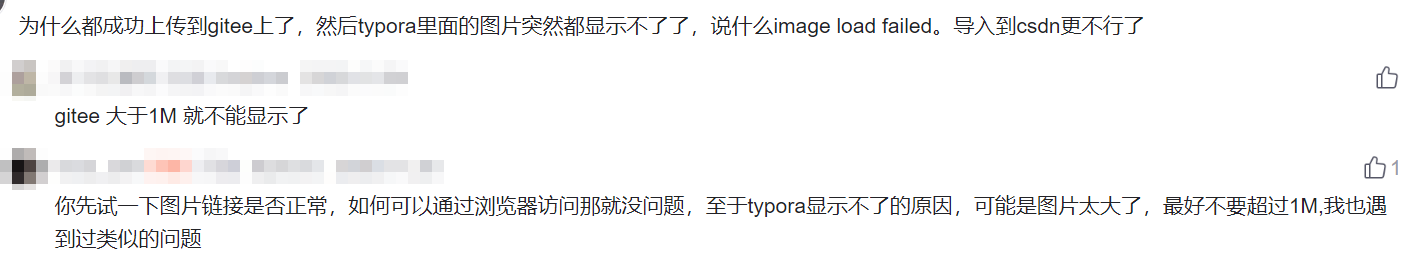 为什么都成功上传到gitee上了，然后typora里面的图片突然都显示不了了，说什么image load failed。导入到csdn更不行了
gitee 大于1M 就不能显示了
1
你先试一下图片链接是否正常，如何可以通过浏览器访问那就没问题，至于typora显示不了的原因，可能是图片太大了，最好不要超过1M,我也遇
到过类似的问题